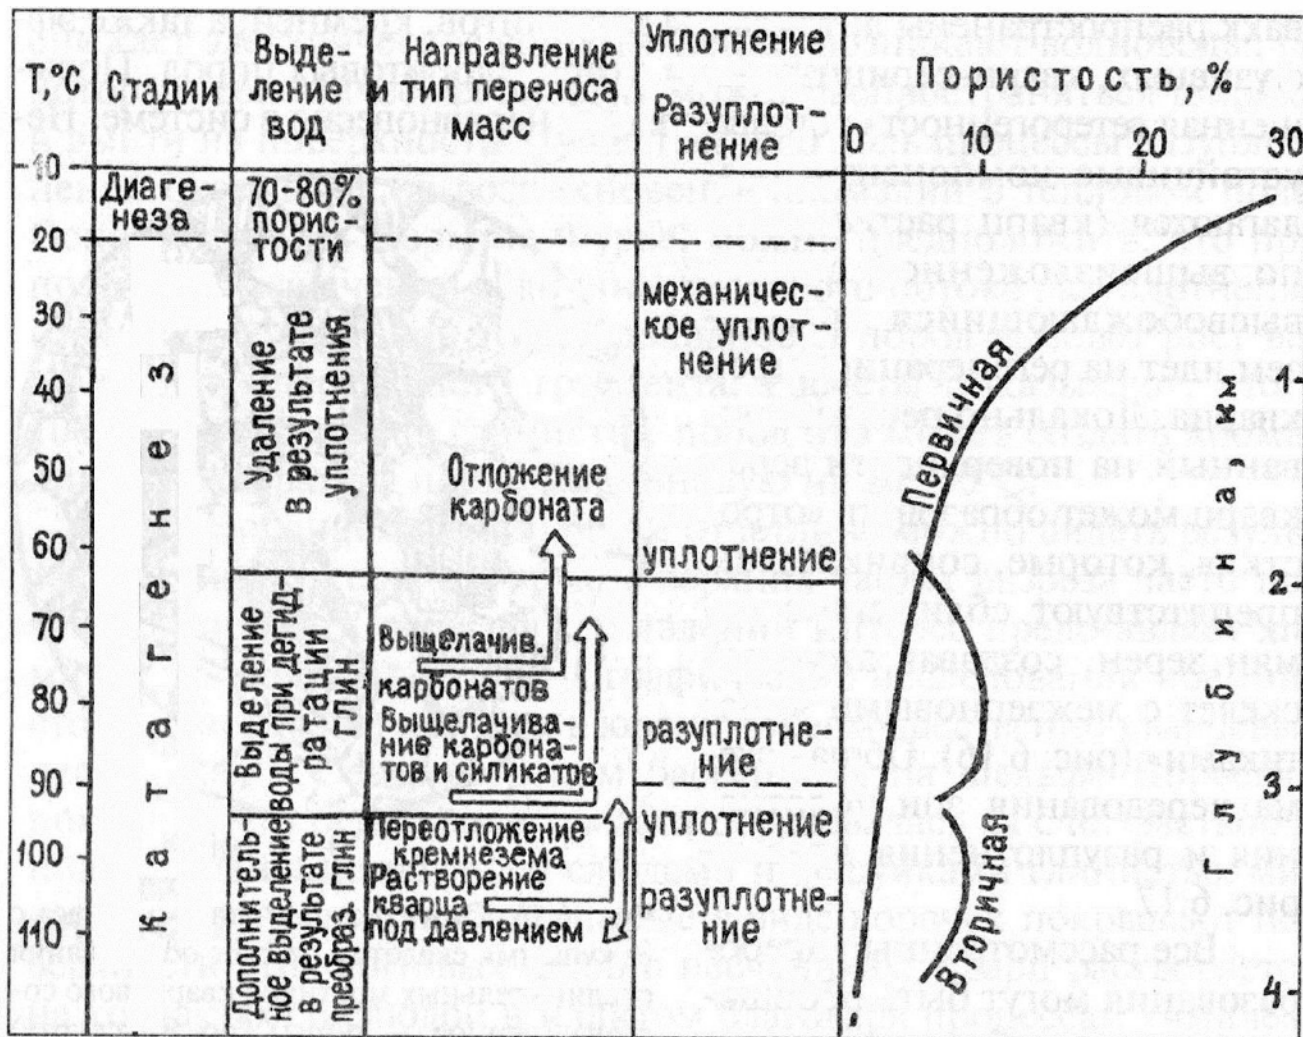 Т,°С
Стадии
Выде-
ление
вод
Направление
и тип переноса
масс
Уплотнение
Разуплот-
нение
Пористость, %
0
10
20
30
10
20
30
40
50
60
70
80
90
100
110
Диаге-
неза
Катагенез
70-80%
порис-
тости
Удаление
в результате
уплотнения
Выделение
воды при дегид-
ратации
глин
Дополнитель-
ное выделение
в результате
преобраз. глин
Отложение
карбоната
Выщелачив.
карбонатов
Выщелачива-
ние карбона-
тов и силикатов
Переотложение
кремнезема
Растворение
кварца
под давлением
механичес-
кое уплот-
нение
уплотнение
разуплотне-
ние
уплотнение
разуплотне-
ние
Первичная
Вторичная
1
2
3
4
Глубина, км